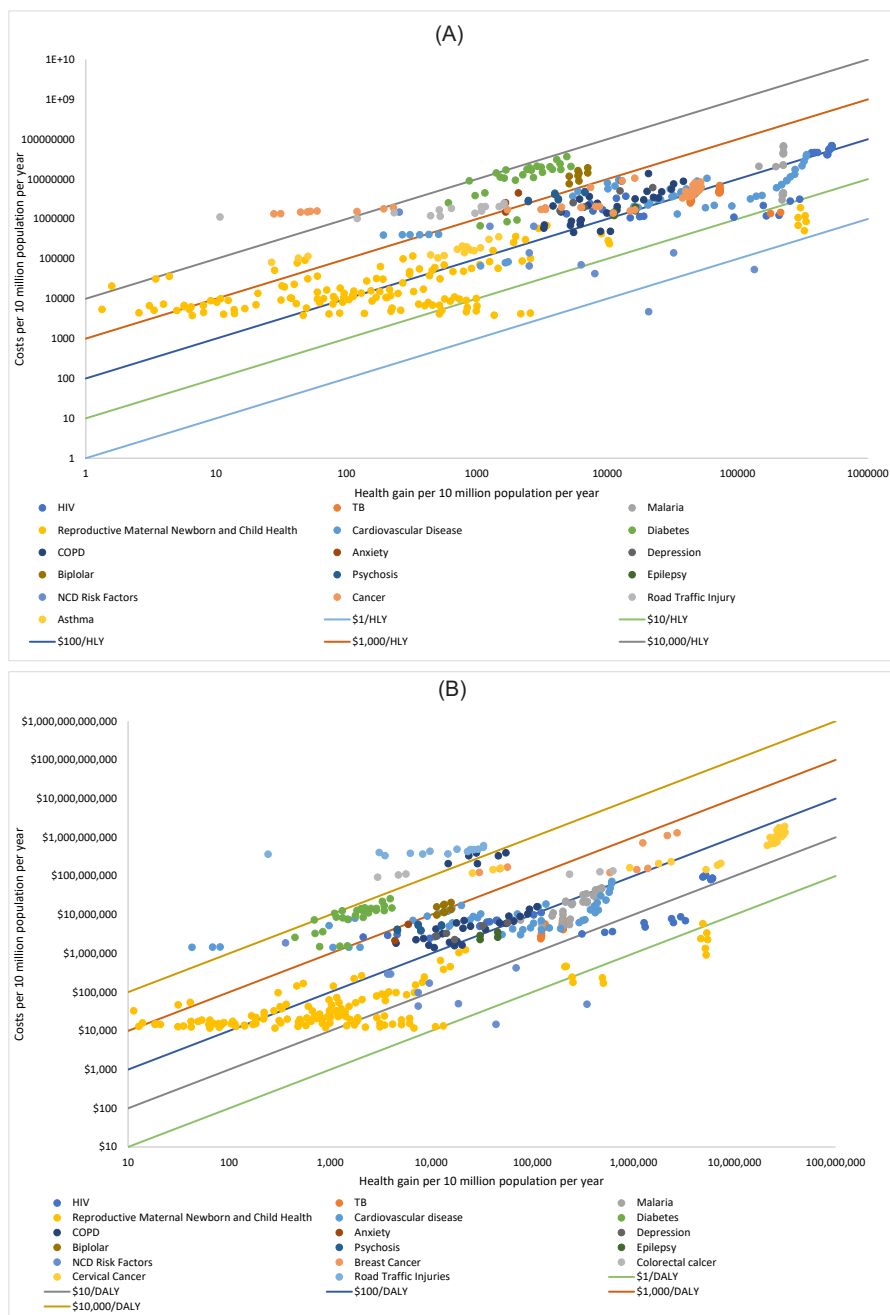 (A)
1E+10
1E+09
100000000
10000000
1000000
100000
10000
1000
100
10
1
Costs per 10 million population per year
1 10 100 1000 10000 100000 1000000
Health gain per 10 million population per year
HIV TB Malaria
Reproductive Maternal Newborn and Child Health Cardiovascular Disease Diabetes
COPD Anxiety Depression
Biplolar Psychosis Epilepsy
NCD Risk Factors Cancer Road Traffic Injury
Asthma $1/HLY $10/HLY
$100/HLY $1,000/HLY $10,000/HLY
(B)
$1,000,000,000,000
$100,000,000,000
$10,000,000,000
$1,000,000,000
$100,000,000
$10,000,000
$1,000,000
$100,000
$10,000
$1,000
$100
$10
Costs per 10 million population per year
10 100 1,000 10,000 100,000 1,000,000 10,000,000 100,000,000
Health gain per 10 million population per year
HIV TB Malaria
Reproductive Maternal Newborn and Child Health Cardiovascular disease Diabetes
COPD Anxiety Depression
Biplolar Psychosis Epilepsy
NCD Risk Factors Breast Cancer Colorectal calcer
Cervical Cancer Road Traffic Injuries $1/DALY
$10/DALY $100/DALY $1,000/DALY
$10,000/DALY